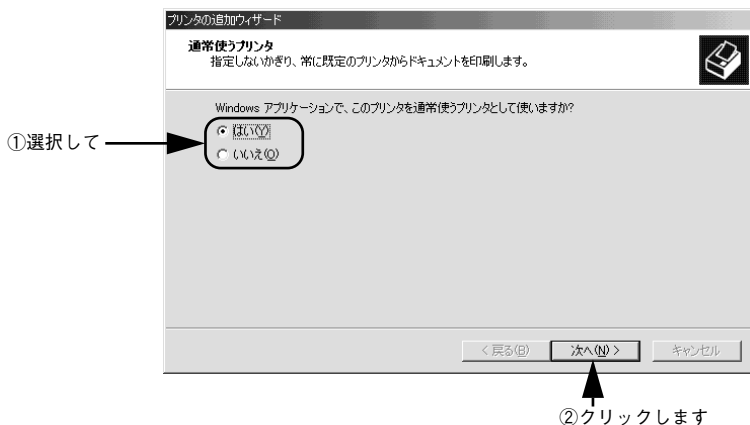 プリンタの追加ウィザード
通常使うプリンタ
指定しないかぎり、常に既定のプリンタからドキュメントを印刷します。
Windows アプリケーションで、このプリンタを通常使うプリンタとして使いますか?
はい(Y)
①選択して
いいえ(O)
< 戻る(B)
次へ(N) >
キャンセル
②クリックします